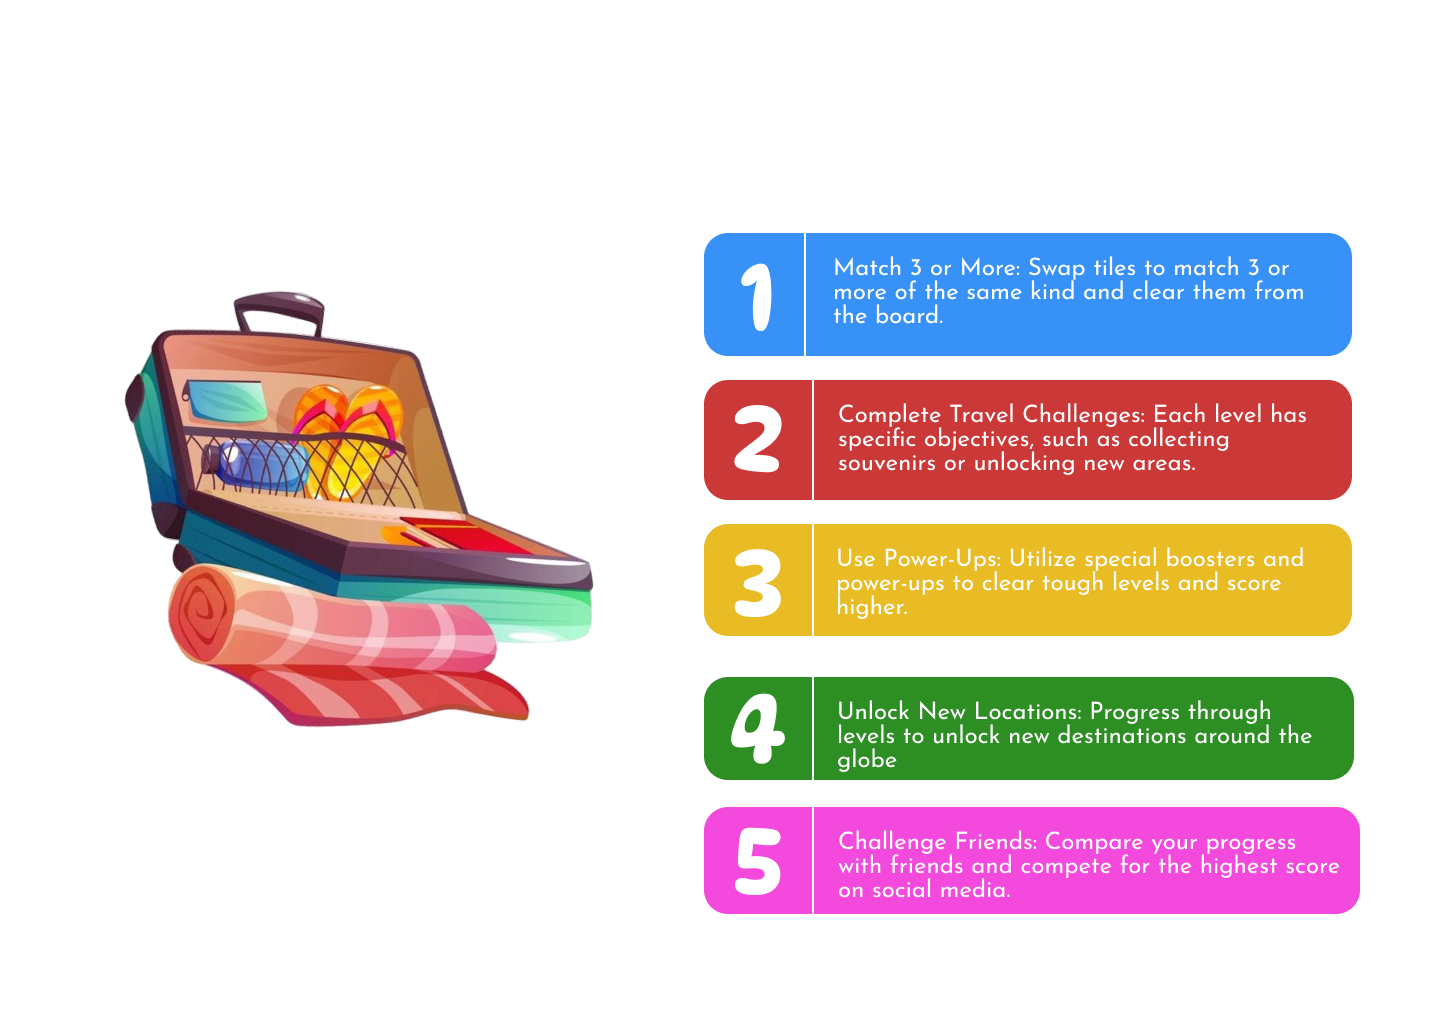 1
Match 3 or More: Swap tiles to match 3 or
more of the same kind and clear them from
the board.
2
Complete Travel Challenges: Each level has
specific objectives, such as collecting
souvenirs or unlocking new areas.
3
Use Power-Ups: Utilize special boosters and
power-ups to clear tough levels and score
higher.
4
Unlock New Locations: Progress through
levels to unlock new destinations around the
globe
5
Challenge Friends: Compare your progress
with friends and compete for the highest score
on social media.